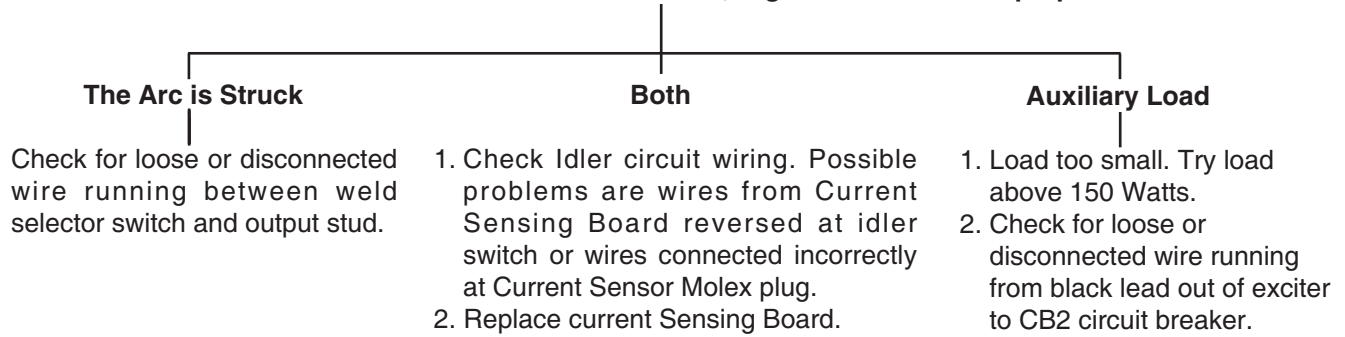 The Arc is Struck
Check for loose or disconnected
wire running between weld
selector switch and output stud.
Both
1. Check Idler circuit wiring. Possible
problems are wires from Current
Sensing Board reversed at idler
switch or wires connected incorrectly
at Current Sensor Molex plug.
2. Replace current Sensing Board.
Auxiliary Load
1. Load too small. Try load
above 150 Watts.
2. Check for loose or
disconnected wire running
from black lead out of exciter
to CB2 circuit breaker.